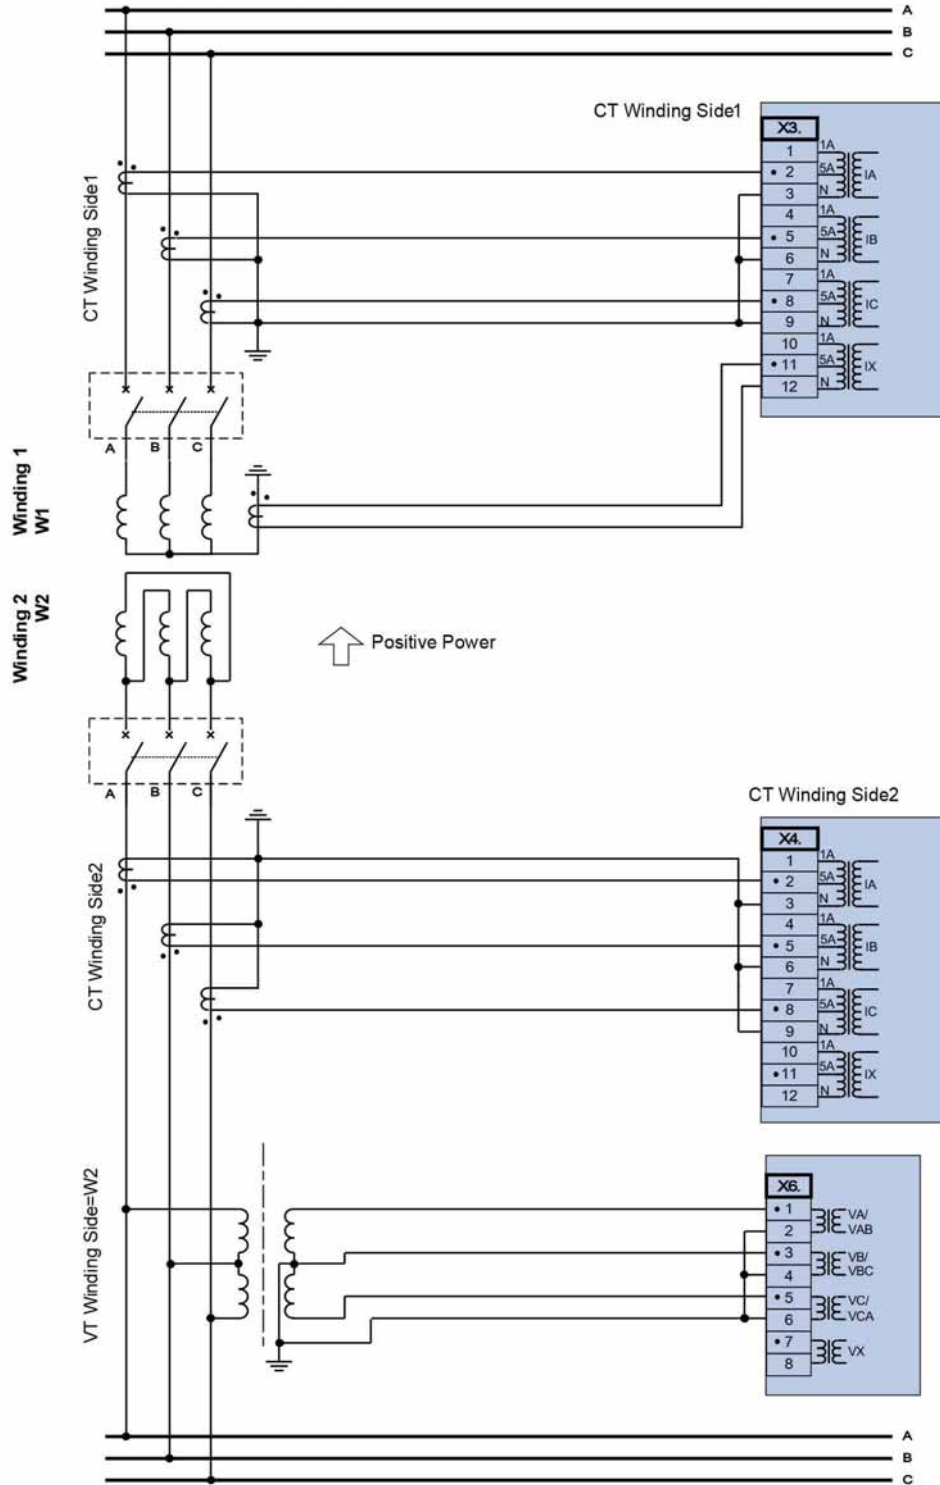 A
B
C
CT Winding Side1
X3.
1 1A
2 5A IA
3 N
4 1A
5 5A IB
6 N
7 1A
8 5A IC
9 N
10 1A
11 5A IX
12 N
CT Winding Side1
A B C
Winding 1
W1
Winding 2
W2
Positive Power
A B C
CT Winding Side2
X4.
1 1A
2 5A IA
3 N
4 1A
5 5A IB
6 N
7 1A
8 5A IC
9 N
10 1A
11 5A IX
12 N
CT Winding Side2
VT Winding Side=W2
X6.
1 VA/
2 VAB
3 VB/
4 VBC
5 VC/
6 VCA
7 VX
8
A
B
C